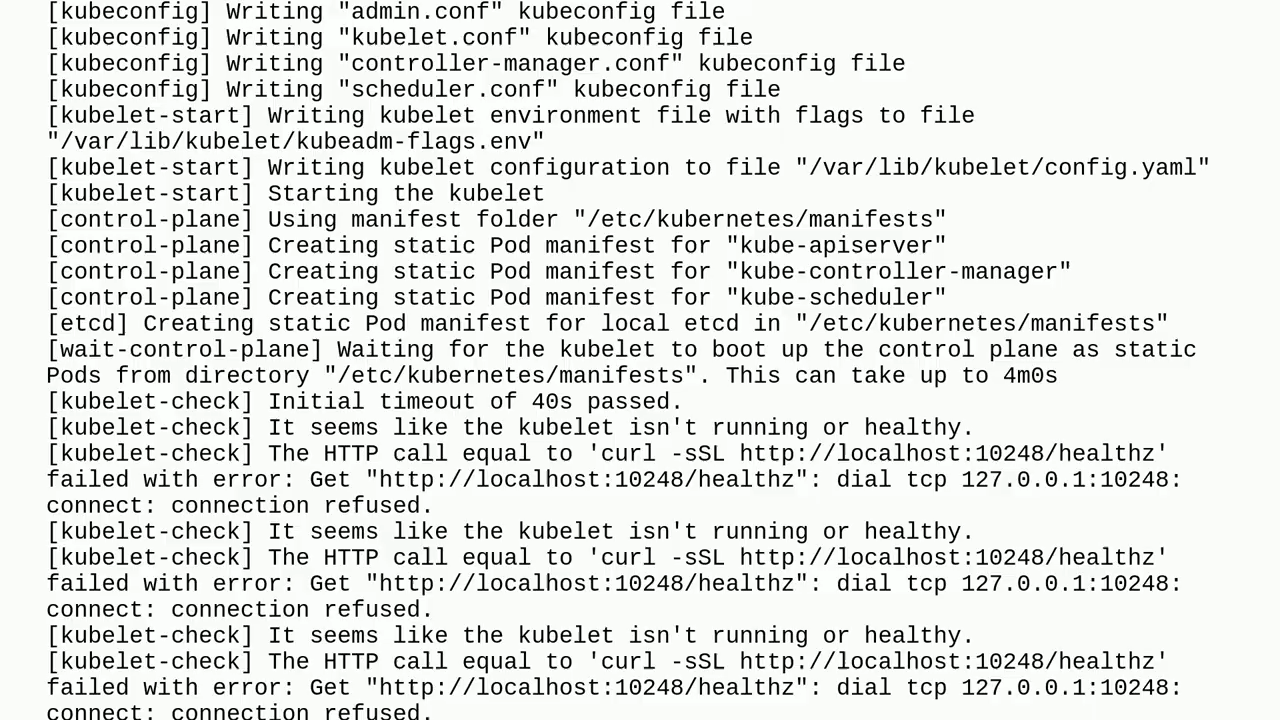 [kubeconfig] Writing "admin.conf" kubeconfig file
[kubeconfig] Writing "kubelet.conf" kubeconfig file
[kubeconfig] Writing "controller-manager.conf" kubeconfig file
[kubeconfig] Writing "scheduler.conf" kubeconfig file
[kubelet-start] Writing kubelet environment file with flags to file
"/var/lib/kubelet/kubeadm-flags.env"
[kubelet-start] Writing kubelet configuration to file "/var/lib/kubelet/config.yaml"
[kubelet-start] Starting the kubelet
[control-plane] Using manifest folder "/etc/kubernetes/manifests"
[control-plane] Creating static Pod manifest for "kube-apiserver"
[control-plane] Creating static Pod manifest for "kube-controller-manager"
[control-plane] Creating static Pod manifest for "kube-scheduler"
[etcd] Creating static Pod manifest for local etcd in "/etc/kubernetes/manifests"
[wait-control-plane] Waiting for the kubelet to boot up the control plane as static
Pods from directory "/etc/kubernetes/manifests". This can take up to 4m0s
[kubelet-check] Initial timeout of 40s passed.
[kubelet-check] It seems like the kubelet isn't running or healthy.
[kubelet-check] The HTTP call equal to 'curl -sSL http://localhost:10248/healthz'
failed with error: Get "http://localhost:10248/healthz": dial tcp 127.0.0.1:10248:
connect: connection refused.
[kubelet-check] It seems like the kubelet isn't running or healthy.
[kubelet-check] The HTTP call equal to 'curl -sSL http://localhost:10248/healthz'
failed with error: Get "http://localhost:10248/healthz": dial tcp 127.0.0.1:10248:
connect: connection refused.
[kubelet-check] It seems like the kubelet isn't running or healthy.
[kubelet-check] The HTTP call equal to 'curl -sSL http://localhost:10248/healthz'
failed with error: Get "http://localhost:10248/healthz": dial tcp 127.0.0.1:10248:
connect: connection refused.